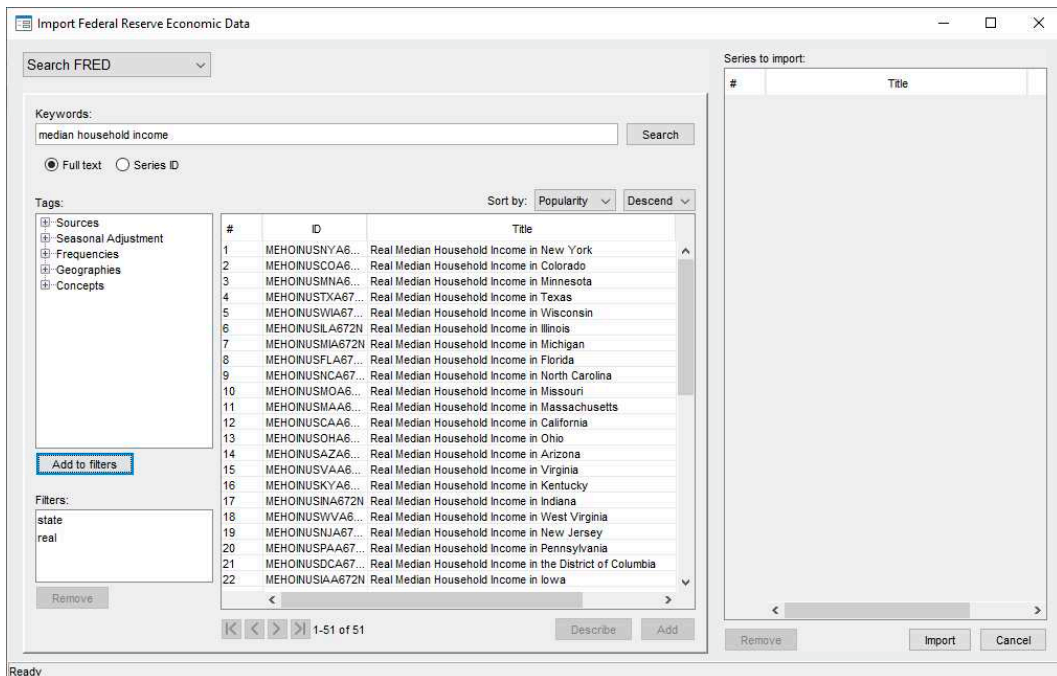 Import Federal Reserve Economic Data
Search FRED
Keywords:
median household income
Search
Full text
Series ID
Sort by: Popularity Descend
Tags:
Sources
Seasonal Adjustment
Frequencies
Geographies
Concepts
Add to filters
Filters:
state
real
Remove
# ID Title
1 MEHOINUSNYA6... Real Median Household Income in New York
2 MEHOINUSCOA6... Real Median Household Income in Colorado
3 MEHOINUSMNA6... Real Median Household Income in Minnesota
4 MEHOINUSTXA67... Real Median Household Income in Texas
5 MEHOINUSWIA67... Real Median Household Income in Wisconsin
6 MEHOINUSILA672N Real Median Household Income in Illinois
7 MEHOINUSMIA672N Real Median Household Income in Michigan
8 MEHOINUSFLA67... Real Median Household Income in Florida
9 MEHOINUSNCA67... Real Median Household Income in North Carolina
10 MEHOINUSMOA6... Real Median Household Income in Missouri
11 MEHOINUSMAA6... Real Median Household Income in Massachusetts
12 MEHOINUSCAA6... Real Median Household Income in California
13 MEHOINUSOHA6... Real Median Household Income in Ohio
14 MEHOINUSAZA6... Real Median Household Income in Arizona
15 MEHOINUSVAA6... Real Median Household Income in Virginia
16 MEHOINUSKYA6... Real Median Household Income in Kentucky
17 MEHOINUSINA672N Real Median Household Income in Indiana
18 MEHOINUSWVA6... Real Median Household Income in West Virginia
19 MEHOINUSNJA67... Real Median Household Income in New Jersey
20 MEHOINUSPAA67... Real Median Household Income in Pennsylvania
21 MEHOINUSDCA67... Real Median Household Income in the District of Columbia
22 MEHOINUSIAA672N Real Median Household Income in Iowa
1-51 of 51
Describe
Add
Series to import:
# Title
Remove
Import
Cancel
Ready